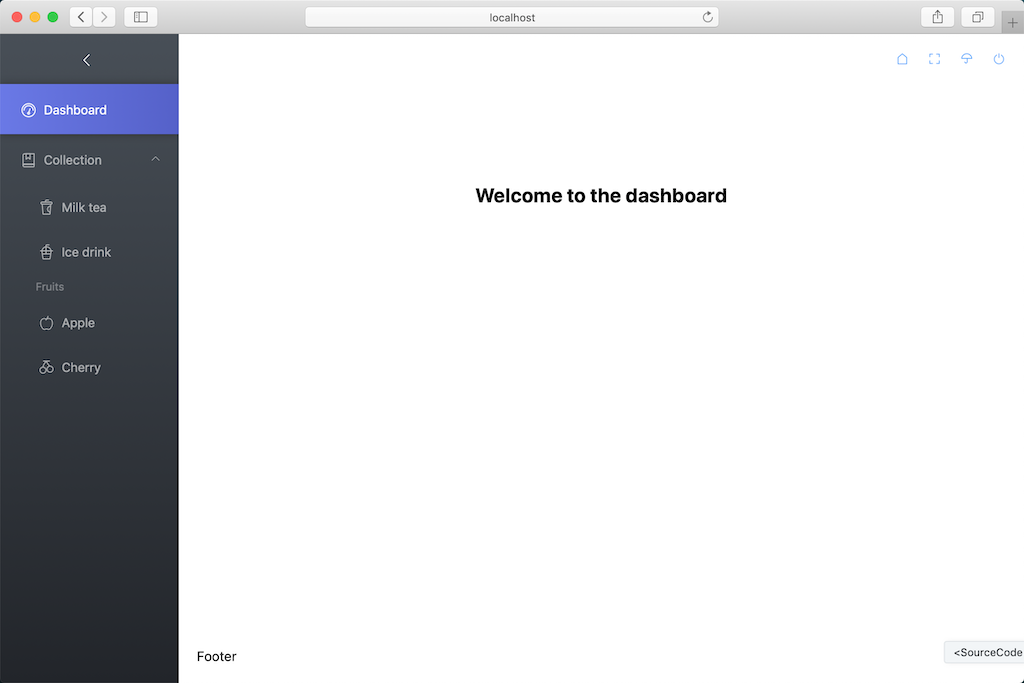 localhost
Dashboard
Collection
Milk tea
Ice drink
Fruits
Apple
Cherry
Welcome to the dashboard
Footer
<SourceCode